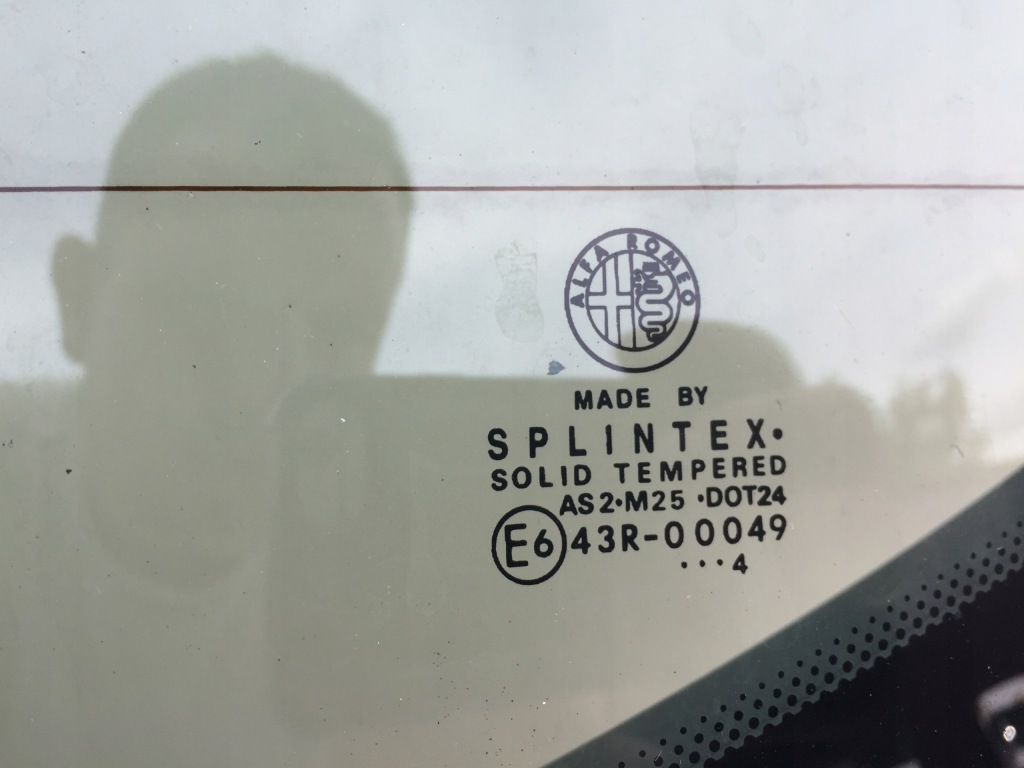 ALFA ROMEO
MADE BY
SPLINTEX•
SOLID TEMPERED
AS2•M25 •DOT24
E6 43R-00049
•••4